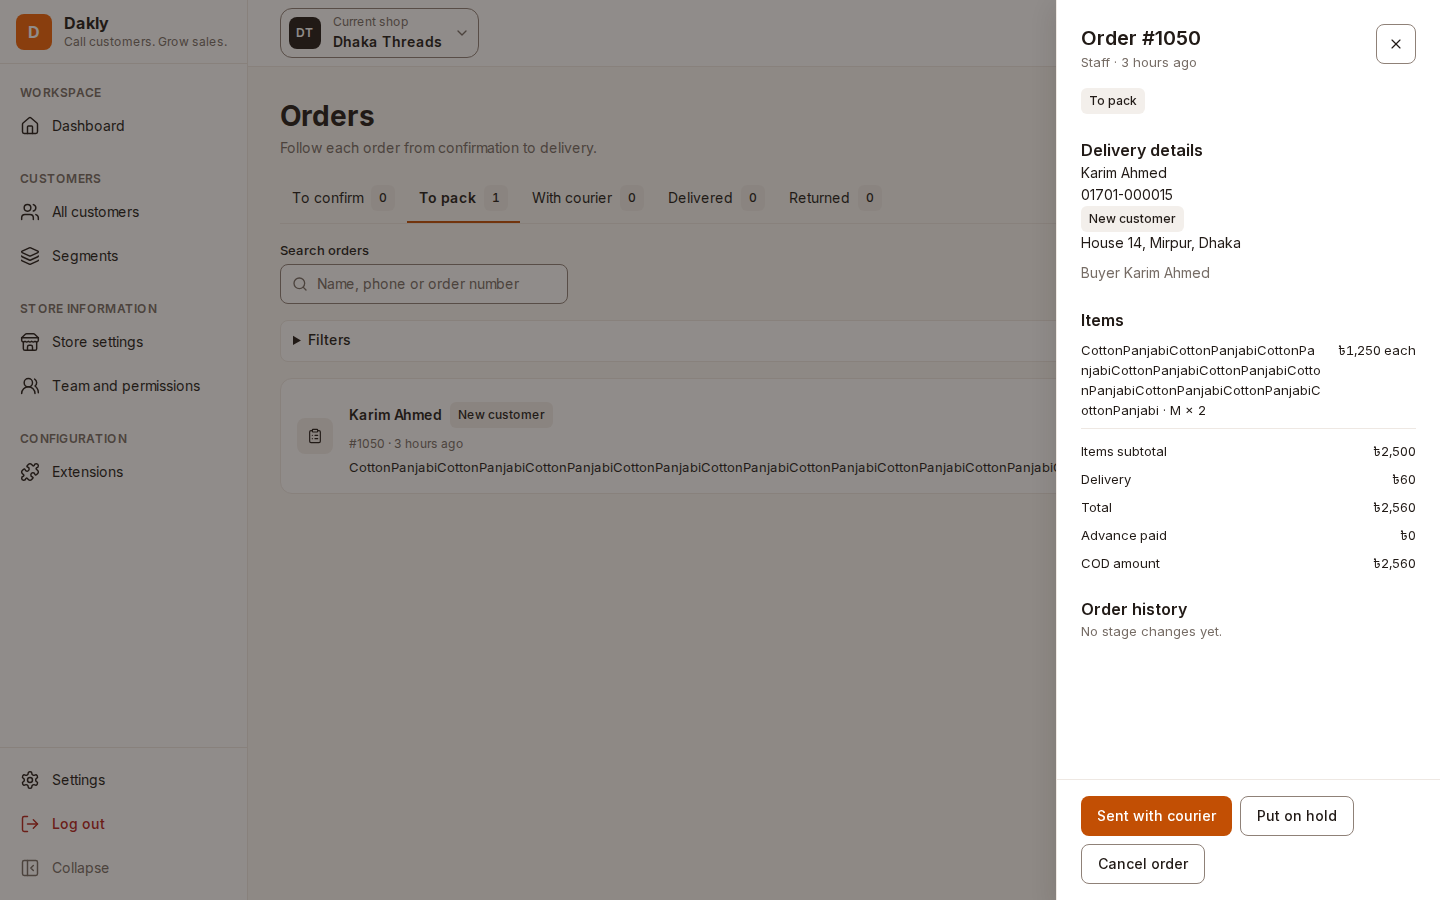 D
Dakly
Call customers. Grow sales.
WORKSPACE
Dashboard
CUSTOMERS
All customers
Segments
STORE INFORMATION
Store settings
Team and permissions
CONFIGURATION
Extensions
Settings
Log out
Collapse
DT
Current shop
Dhaka Threads
Orders
Follow each order from confirmation to delivery.
To confirm 0 To pack 1 With courier 0 Delivered 0 Returned 0
Search orders
Name, phone or order number
Filters
Karim Ahmed New customer
#1050 · 3 hours ago
CottonPanjabiCottonPanjabiCottonPanjabiCottonPanjabiCottonPanjabiCottonPanjabiCottonPanjabiCottonPanjabi
Order #1050
Staff · 3 hours ago
To pack
Delivery details
Karim Ahmed
01701-000015
New customer
House 14, Mirpur, Dhaka
Buyer Karim Ahmed
Items
CottonPanjabiCottonPanjabiCottonPa ৳1,250 each
njabiCottonPanjabiCottonPanjabiCotto
nPanjabiCottonPanjabiCottonPanjabiC
ottonPanjabi · M × 2
Items subtotal ৳2,500
Delivery ৳60
Total ৳2,560
Advance paid ৳0
COD amount ৳2,560
Order history
No stage changes yet.
Sent with courier
Put on hold
Cancel order